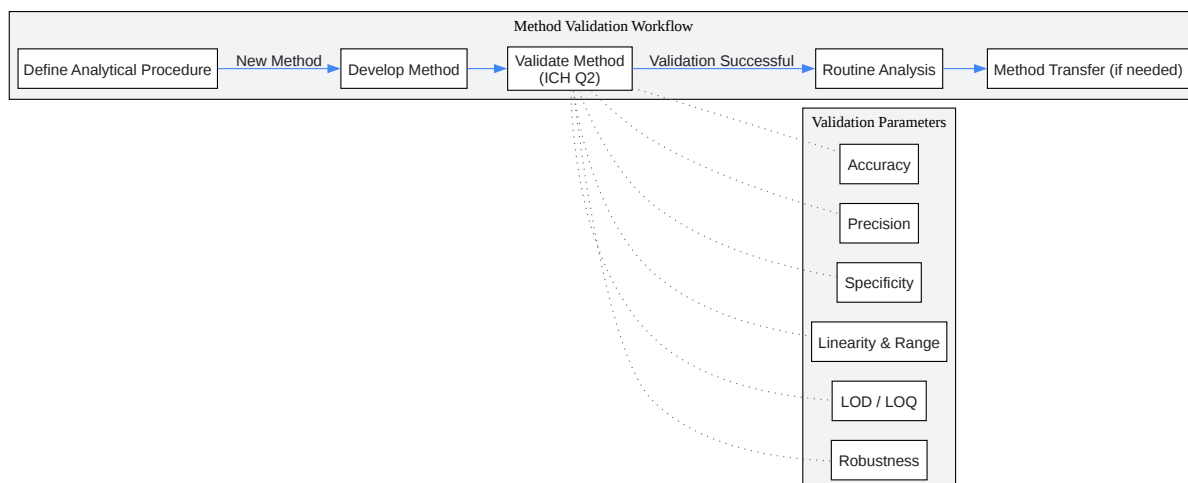 Method Validation Workflow
Define Analytical Procedure
New Method
Develop Method
Validate Method
(ICH Q2)
Validation Successful
Routine Analysis
Method Transfer (if needed)
Validation Parameters
Accuracy
Precision
Specificity
Linearity & Range
LOD / LOQ
Robustness